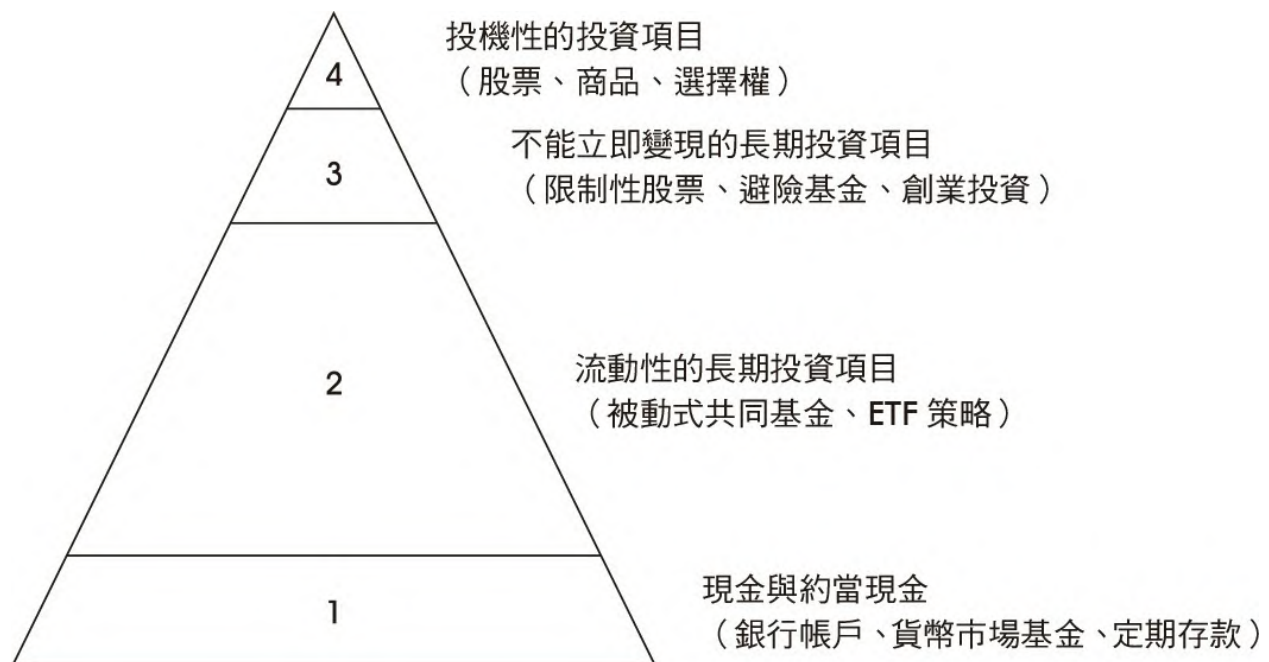 4
投機性的投資項目
（股票、商品、選擇權）
3
不能立即變現的長期投資項目
（限制性股票、避險基金、創業投資）
2
流動性的長期投資項目
（被動式共同基金、ETF 策略）
1
現金與約當現金
（銀行帳戶、貨幣市場基金、定期存款）